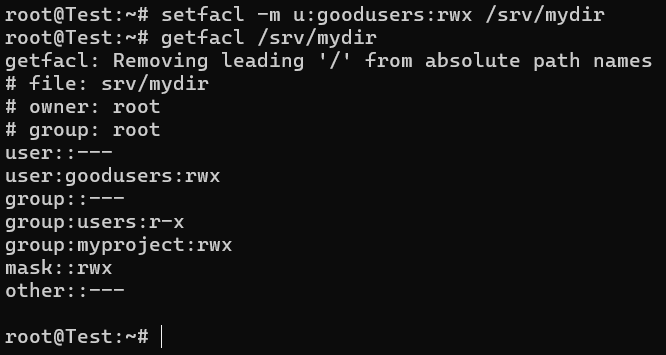 root@Test:~# setfacl -m u:goodusers:rwx /srv/mydir
root@Test:~# getfacl /srv/mydir
getfacl: Removing leading '/' from absolute path names
# file: srv/mydir
# owner: root
# group: root
user::---
user:goodusers:rwx
group::---
group:users:r-x
group:myproject:rwx
mask::rwx
other::---
root@Test:~#